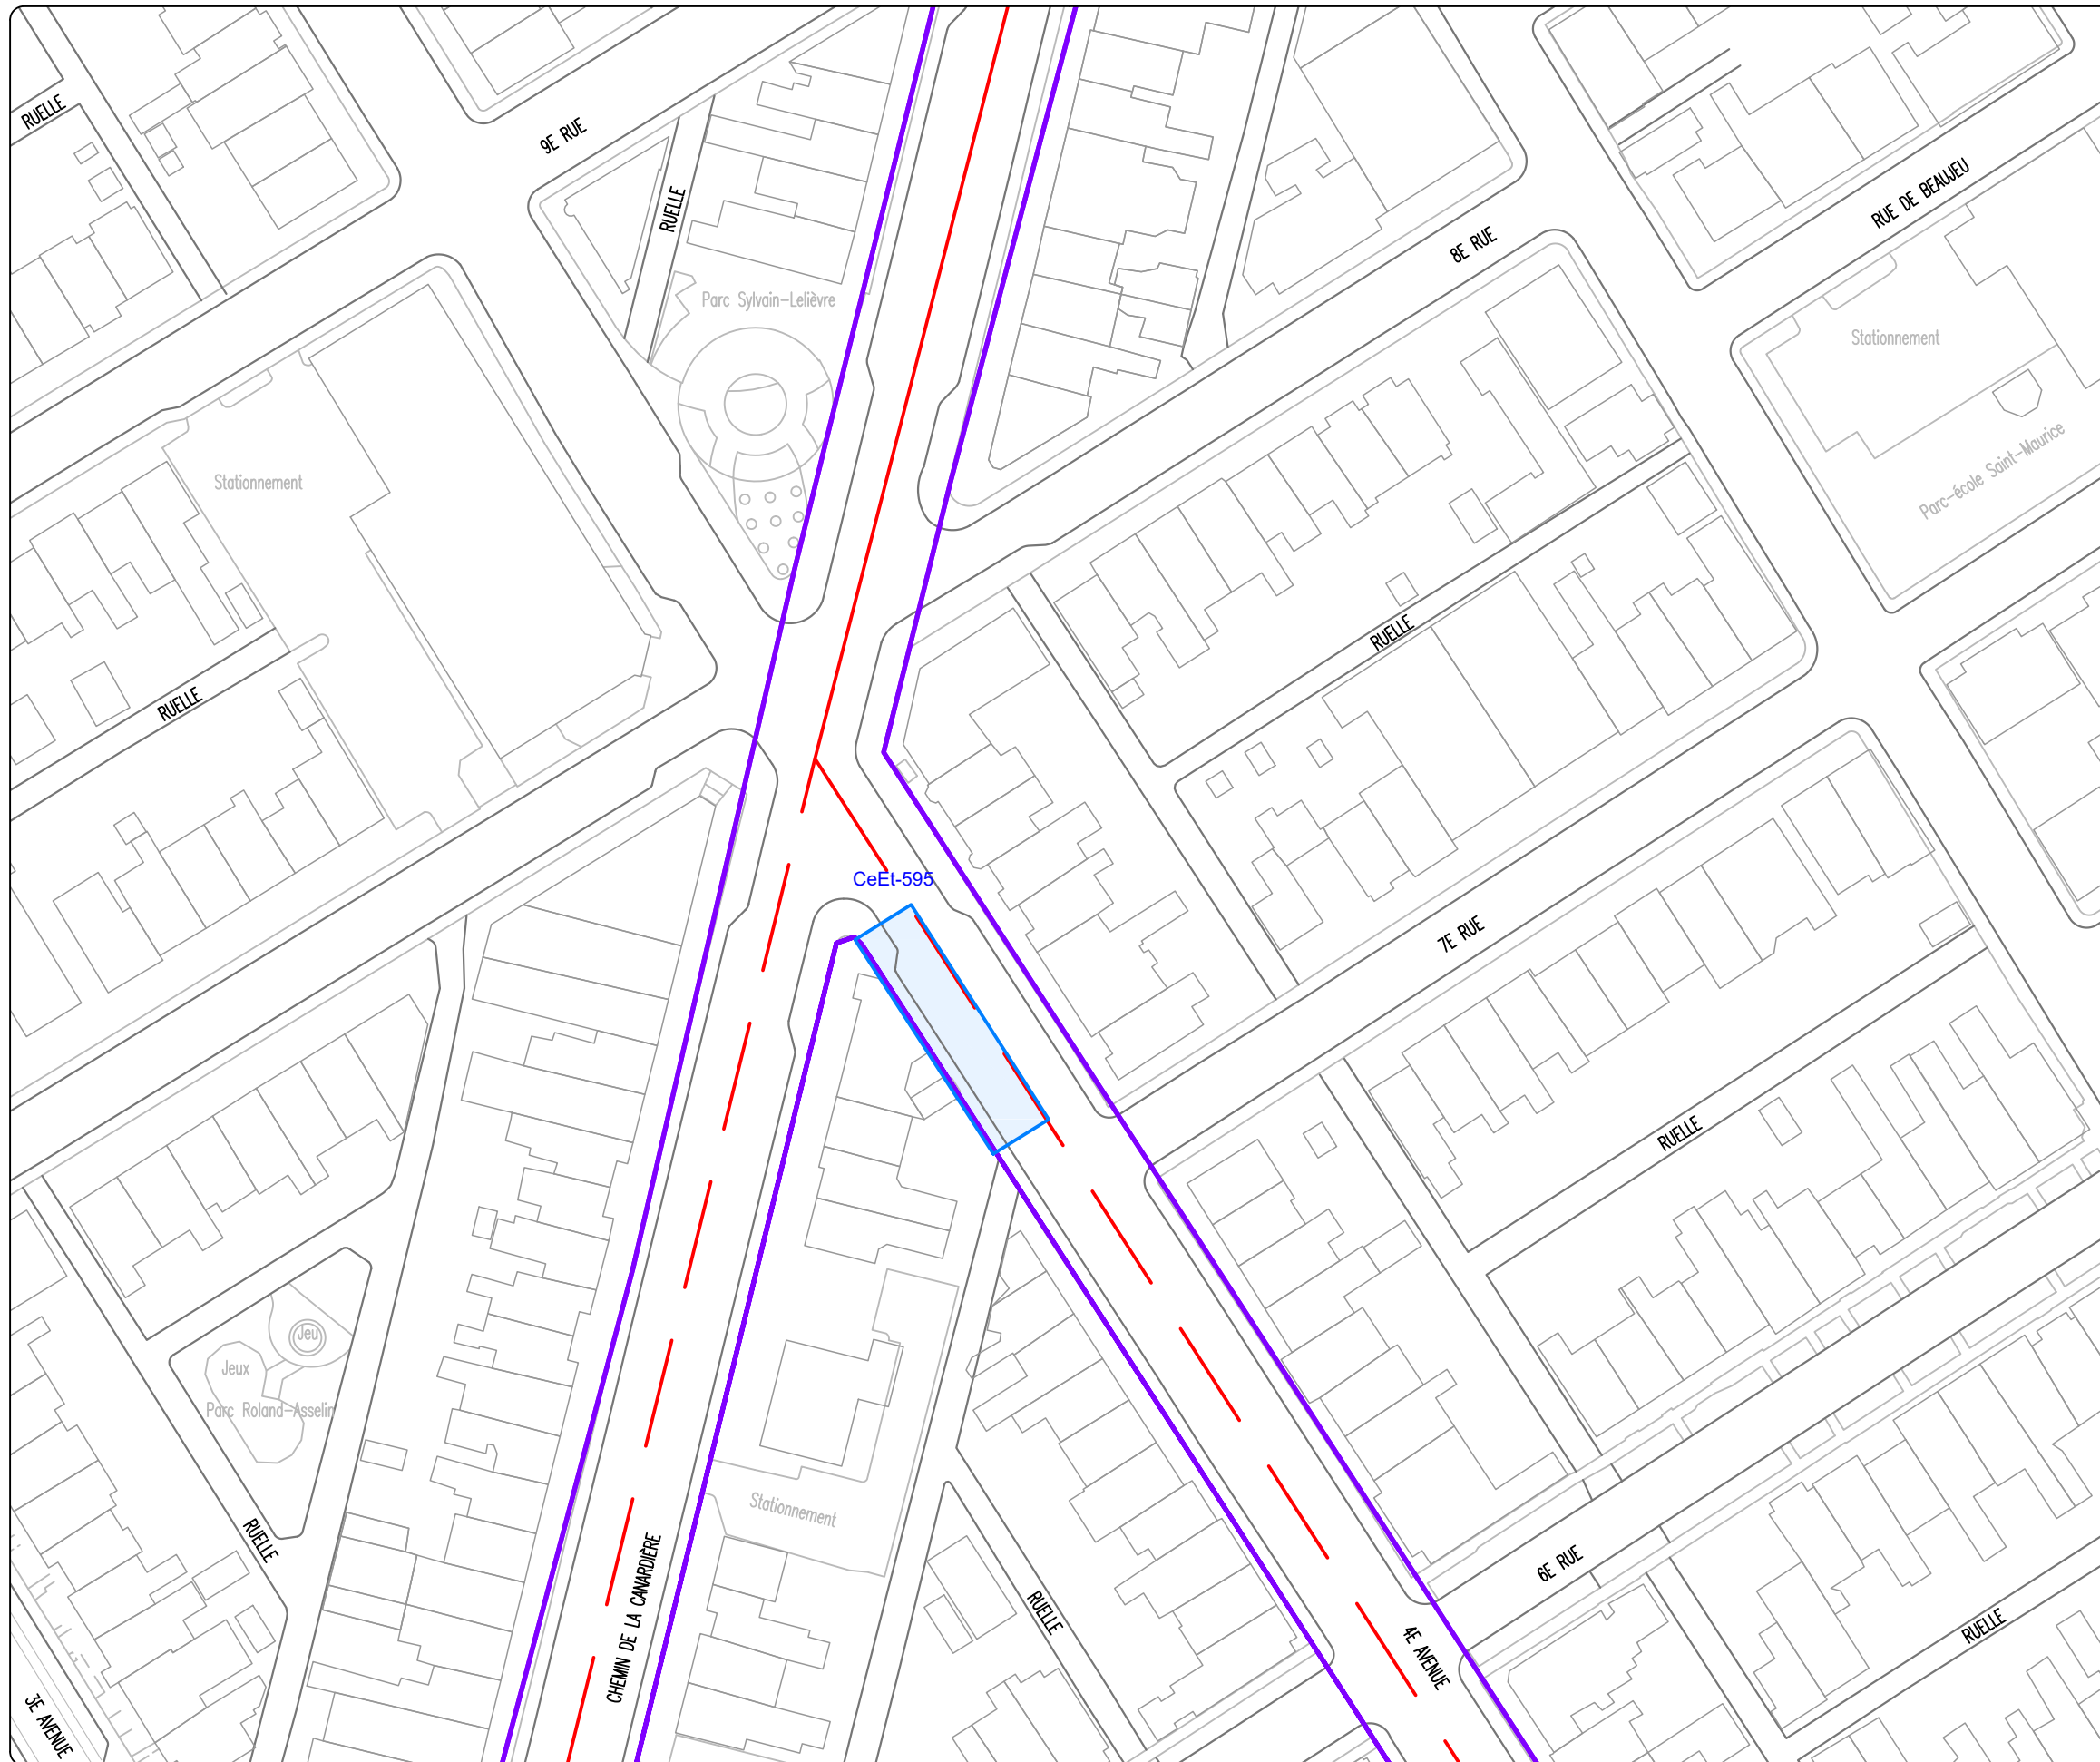 RUELLE
9E RUE
RUELLE
Parc Sylvain-Lelièvre
8E RUE
RUE DE BEAUJEU
Stationnement
Parc-école Saint-Maurice
Stationnement
RUELLE
RUELLE
CeEt-595
7E RUE
RUELLE
Jeu
Jeux
Parc Roland-Asselin
Stationnement
RUELLE
CHEMIN DE LA CANARDIÈRE
RUELLE
6E RUE
4E AVENUE
RUELLE
3E AVENUE